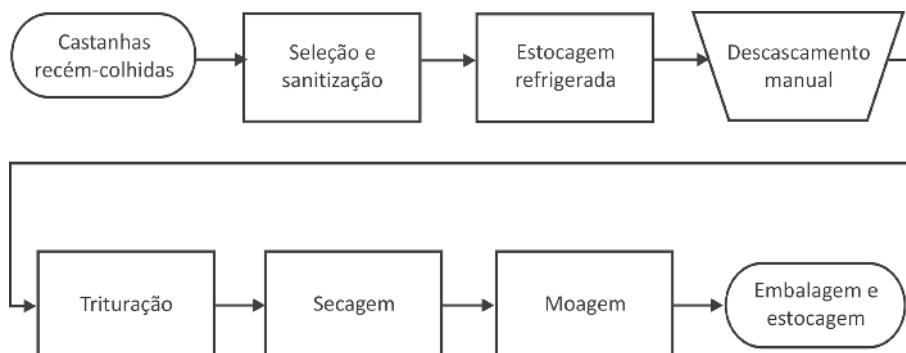 Castanhas
recém-colhidas
Seleção e
sanitização
Estocagem
refrigerada
Descascamento
manual
Trituração
Secagem
Moagem
Embalagem e
estocagem